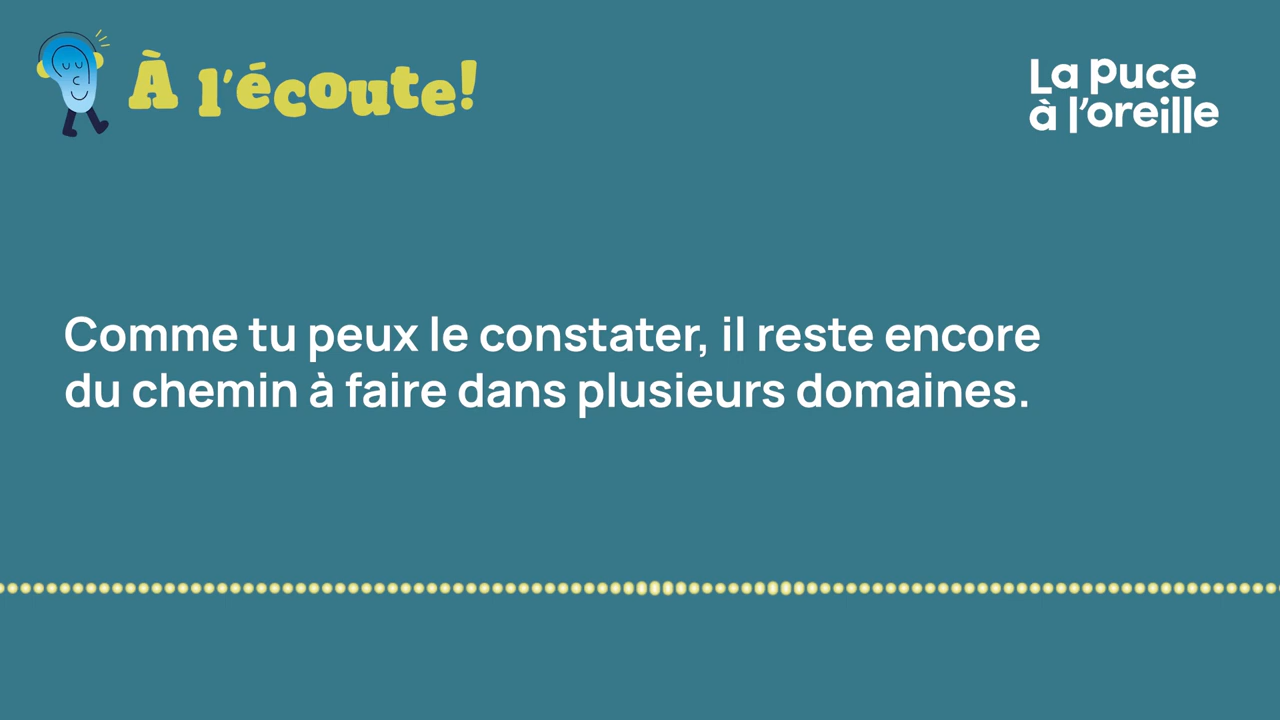 À l'écoute!
La puce
à l'oreille
Comme tu peux le constater, il reste encore
du chemin à faire dans plusieurs domaines.